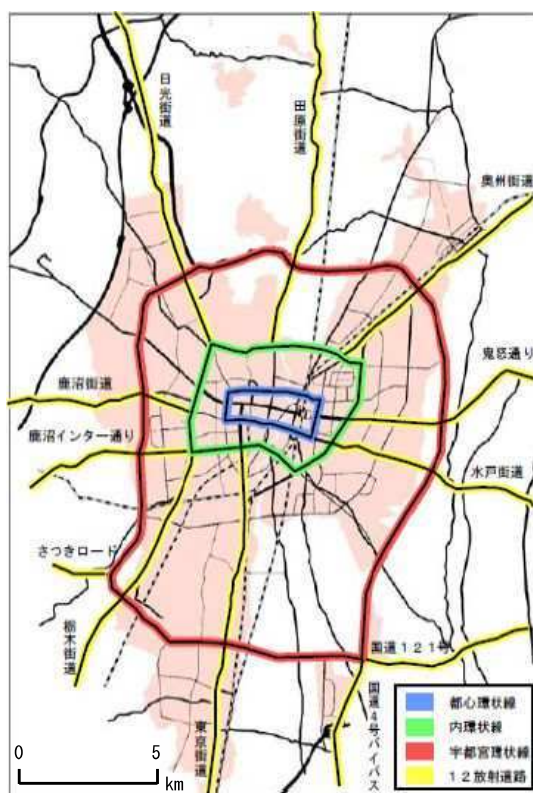 日光街道
田原街道
奥州街道
鬼怒通り
鹿沼街道
鹿沼インター通り
水戸街道
さつきロード
栃木街道
国道121号
東京街道
国道4号バイパス
都心環状線
内環状線
宇都宮環状線
12放射道路
0 5
km